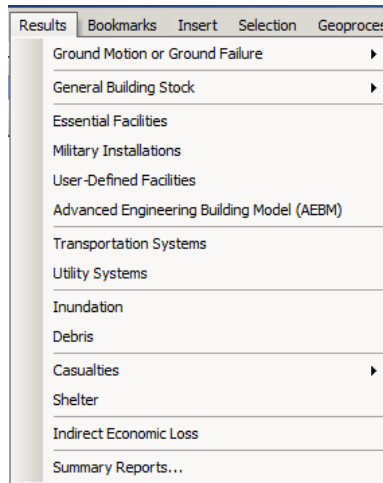 Results Bookmarks Insert Selection Geoproces
Ground Motion or Ground Failure
General Building Stock
Essential Facilities
Military Installations
User-Defined Facilities
Advanced Engineering Building Model (AEBM)
Transportation Systems
Utility Systems
Inundation
Debris
Casualties
Shelter
Indirect Economic Loss
Summary Reports...